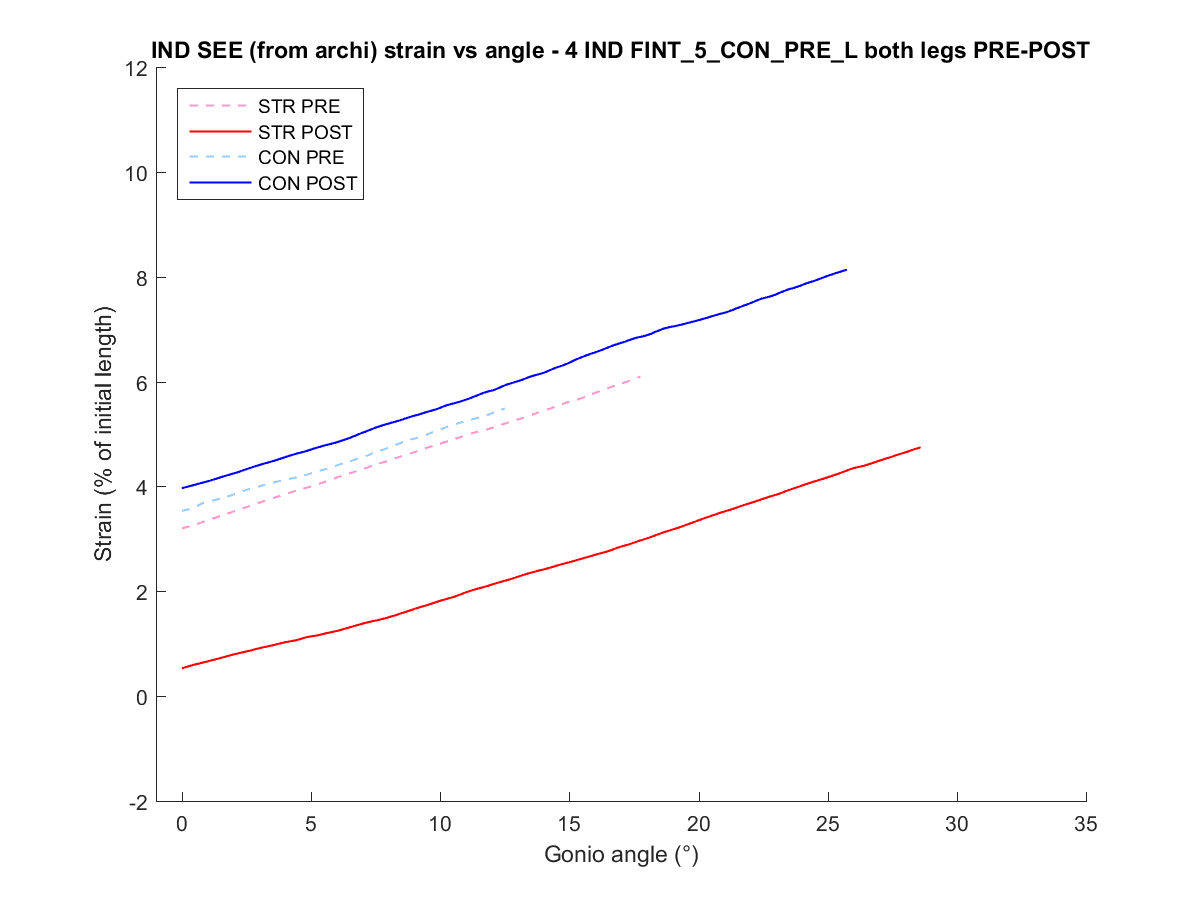 IND SEE (from archi) strain vs angle - 4 IND FINT_5_CON_PRE_L both legs PRE-POST
12
10
8
6
4
2
0
-2
STR PRE
STR POST
CON PRE
CON POST
Strain (% of initial length)
0 5 10 15 20 25 30 35
Gonio angle (°)